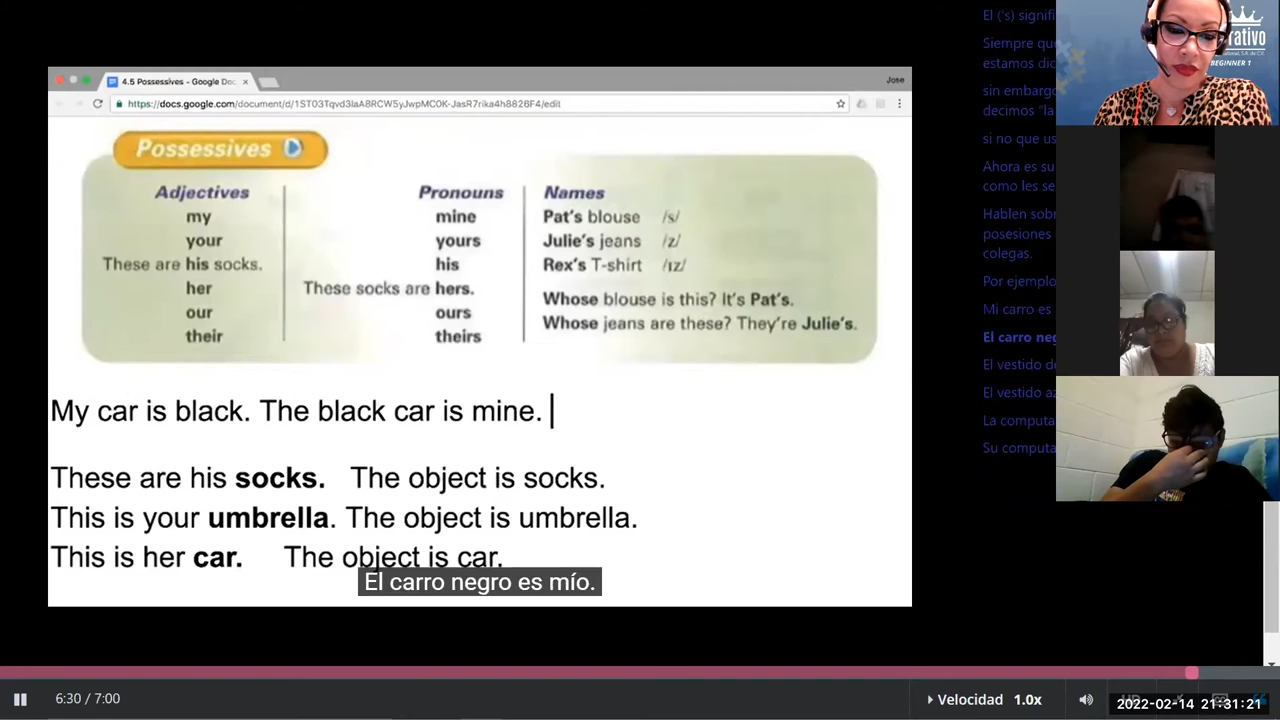 4.5 Possessives - Google Doc
Jose
https://docs.google.com/document/d/1ST03Tqvd3laA8RCW5yJwpMC0K-JasR7rika4h8826F4/edit
Possessives
Adjectives
my
your
These are his socks.
her
our
their
Pronouns
mine
yours
his
These socks are hers.
ours
theirs
Names
Pat's blouse /s/
Julie's jeans /z/
Rex's T-shirt /ɪz/
Whose blouse is this? It's Pat's.
Whose jeans are these? They're Julie's.
My car is black. The black car is mine.
These are his socks. The object is socks.
This is your umbrella. The object is umbrella.
This is her car. The object is car.
El carro negro es mío.
El ('s) signifi
Siempre qu
estamos dic
sin embargo
decimos "la
si no que us
Ahora es su
como les se
Hablen sobr
posesiones
colegas.
Por ejemplo
Mi carro es
El carro neg
El vestido d
El vestido az
La computa
Su computa
rativo
BEGINNER 1
6:30 / 7:00
Velocidad 1.0x
2022-02-14 21:31:21